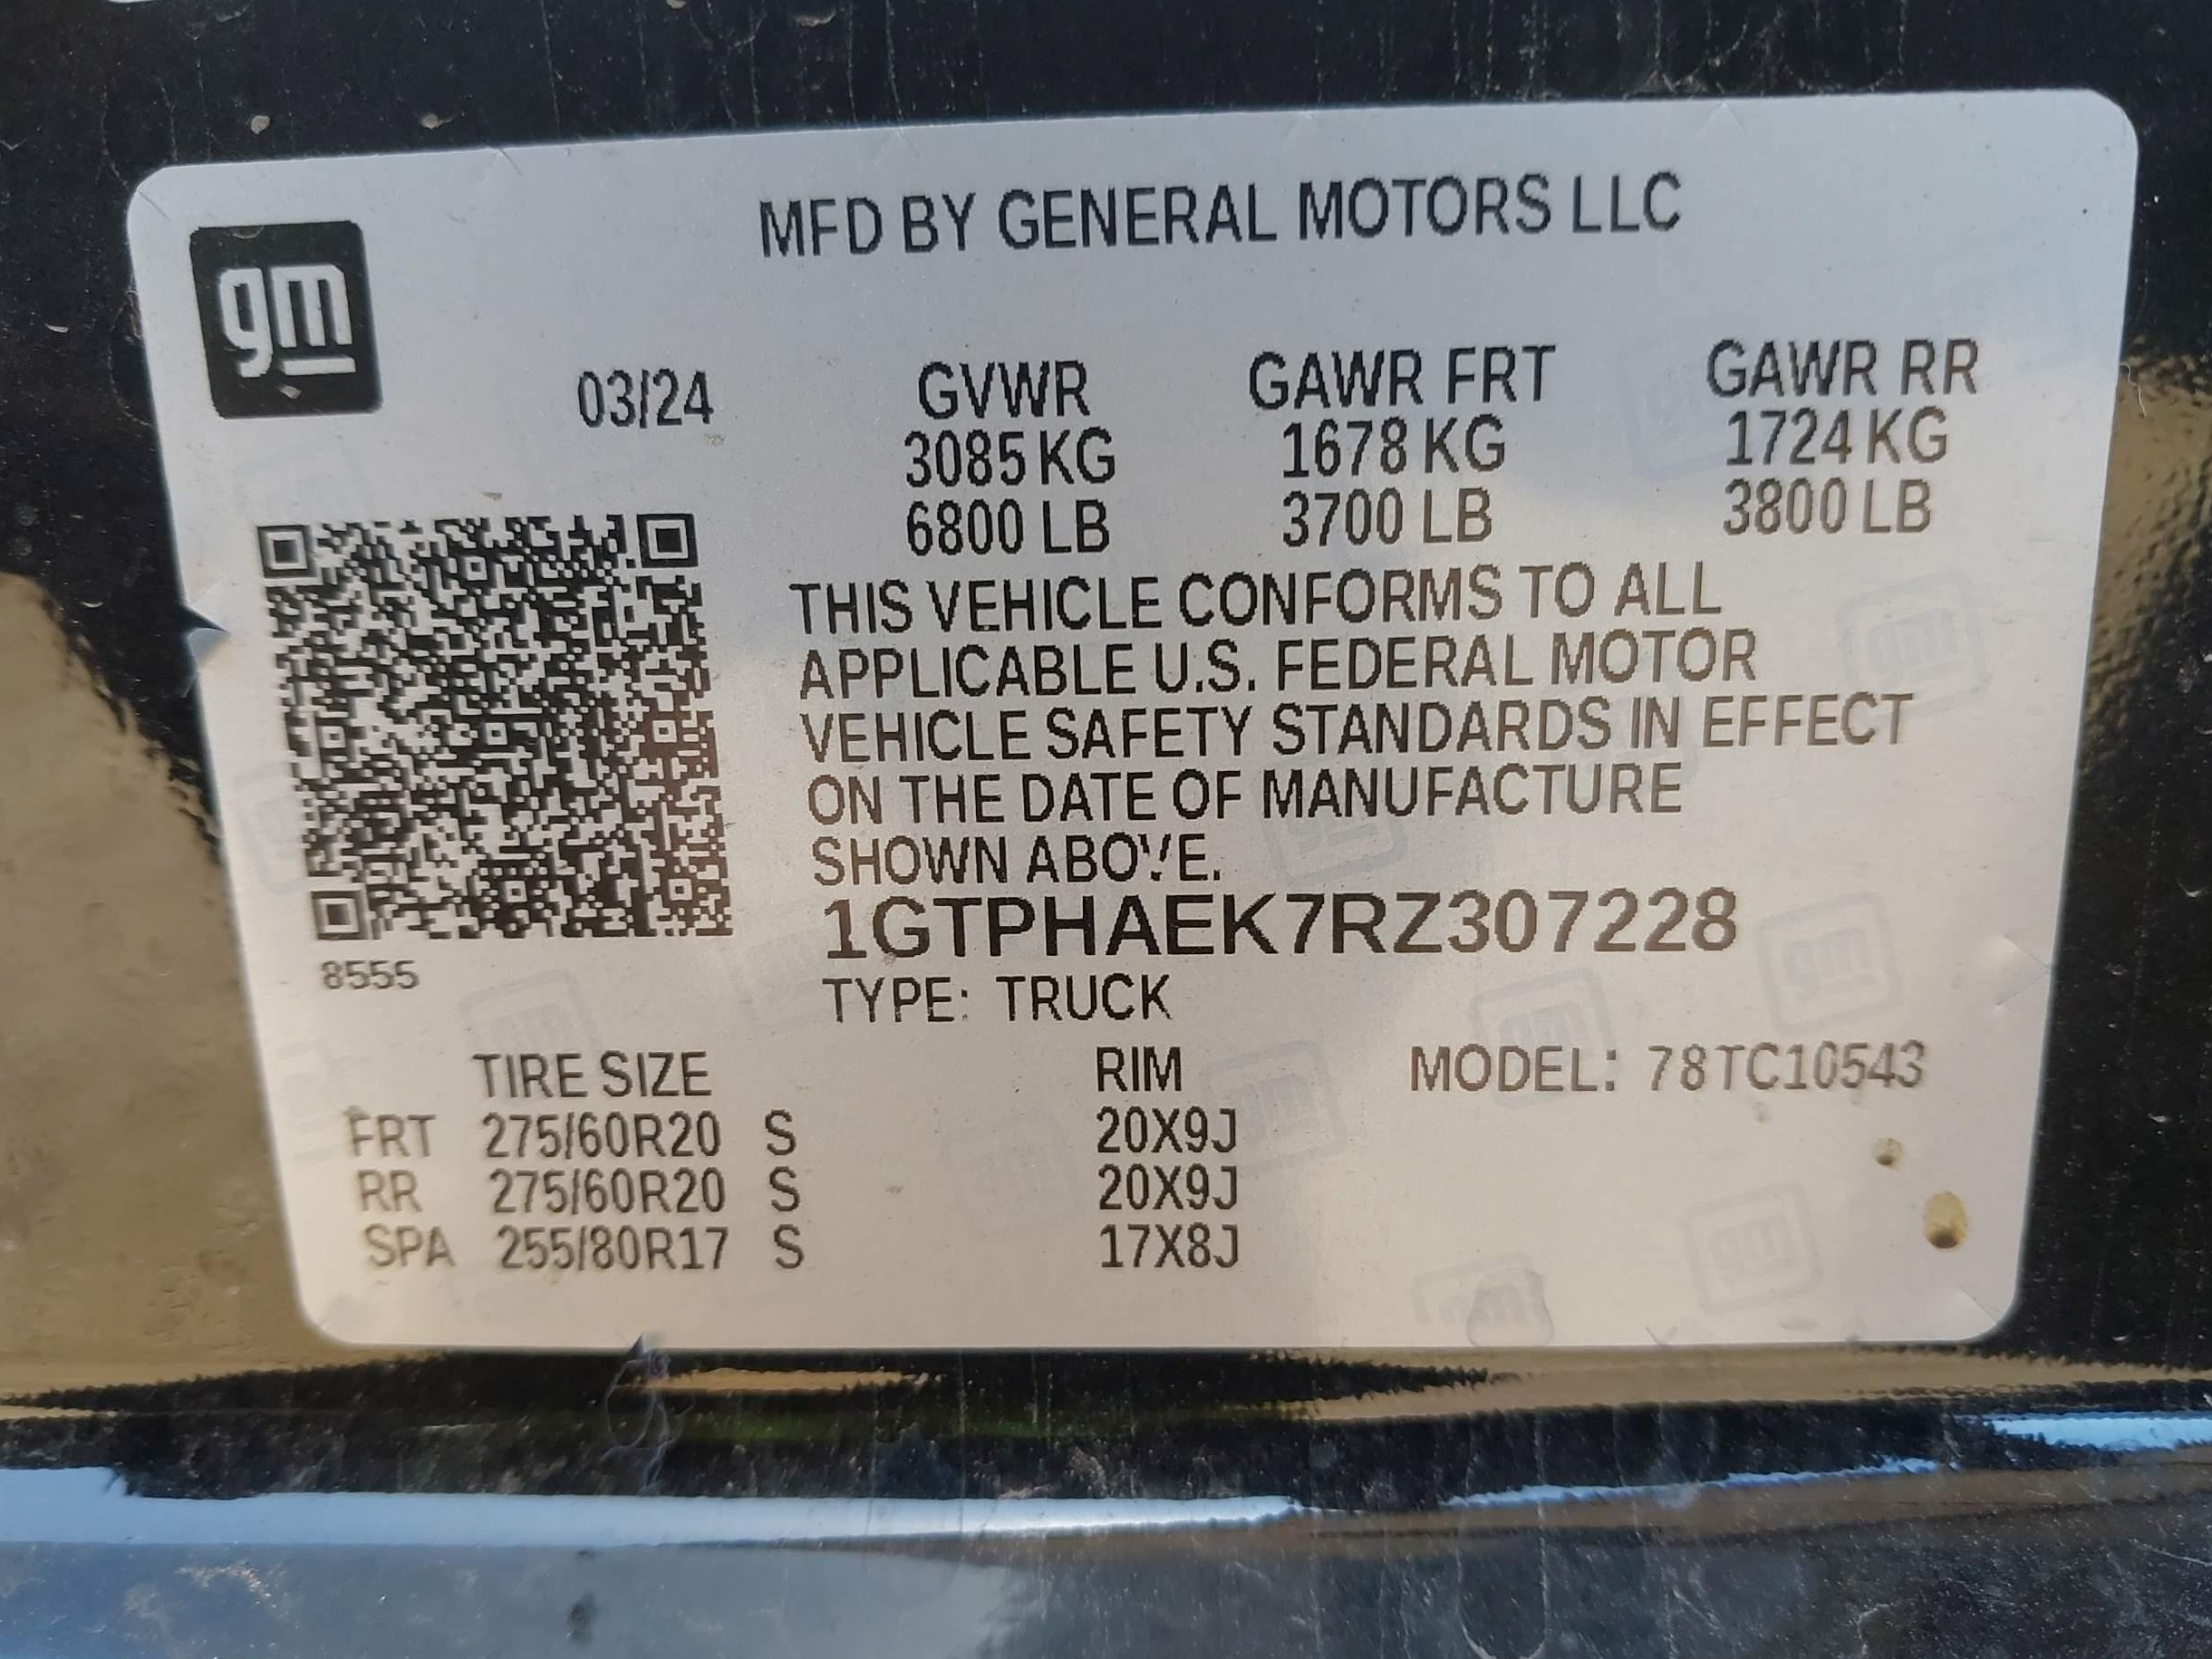 MFD BY GENERAL MOTORS LLC
gm
03/24 GVWR GAWR FRT GAWR RR
3085 KG 1678 KG 1724 KG
6800 LB 3700 LB 3800 LB
THIS VEHICLE CONFORMS TO ALL
APPLICABLE U.S. FEDERAL MOTOR
VEHICLE SAFETY STANDARDS IN EFFECT
ON THE DATE OF MANUFACTURE
SHOWN ABOVE.
1GTPHAEK7RZ307228
8555
TYPE: TRUCK
TIRE SIZE RIM MODEL: 78TC10543
FRT 275/60R20 S 20X9J
RR 275/60R20 S 20X9J
SPA 255/80R17 S 17X8J